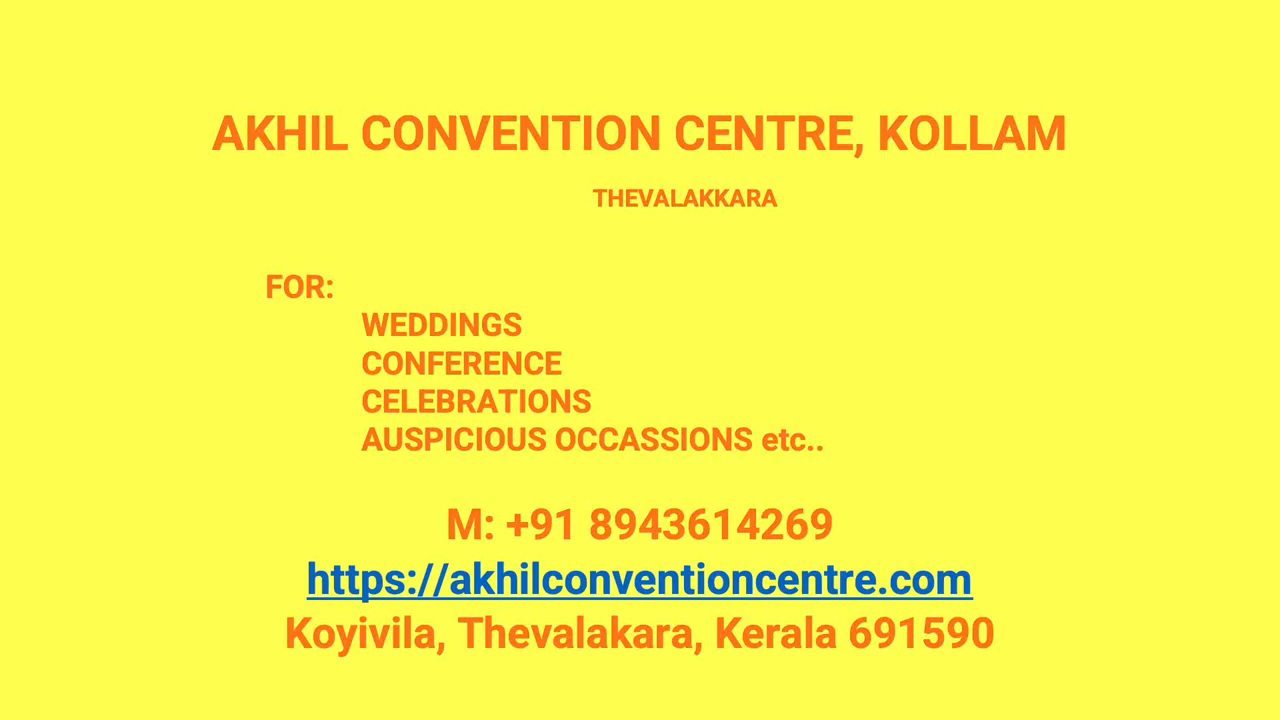 AKHIL CONVENTION CENTRE, KOLLAM
THEVALAKKARA
FOR:
WEDDINGS
CONFERENCE
CELEBRATIONS
AUSPICIOUS OCCASSIONS etc..
M: +91 8943614269
https://akhilconventioncentre.com
Koyivila, Thevalakara, Kerala 691590